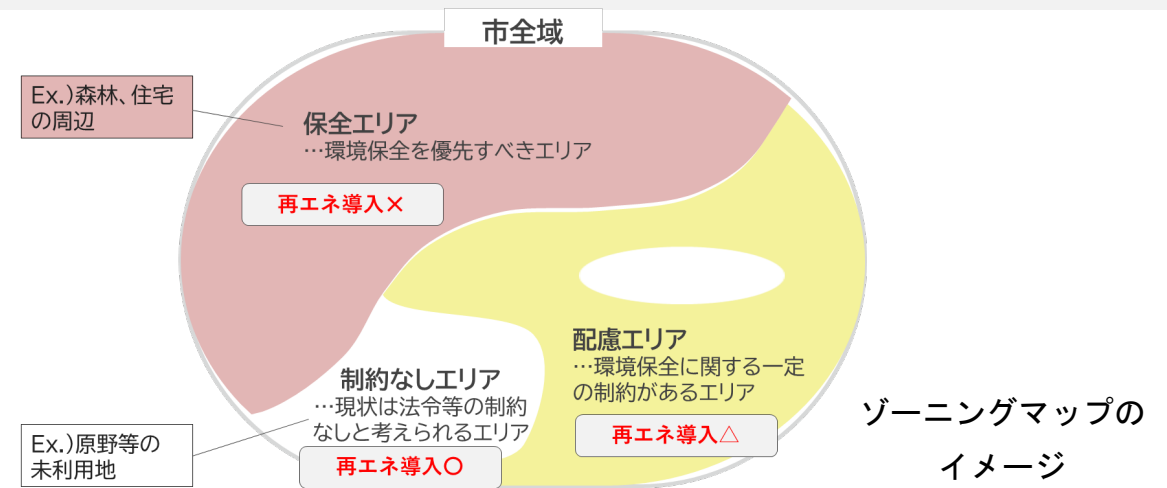 市全域
Ex.)森林、住宅
の周辺
保全エリア
…環境保全を優先すべきエリア
再エネ導入×
配慮エリア
…環境保全に関する一定
の制約があるエリア
再エネ導入△
制約なしエリア
…現状は法令等の制約
なしと考えられるエリア
再エネ導入〇
Ex.)原野等の
未利用地
ゾーニングマップの
イメージ